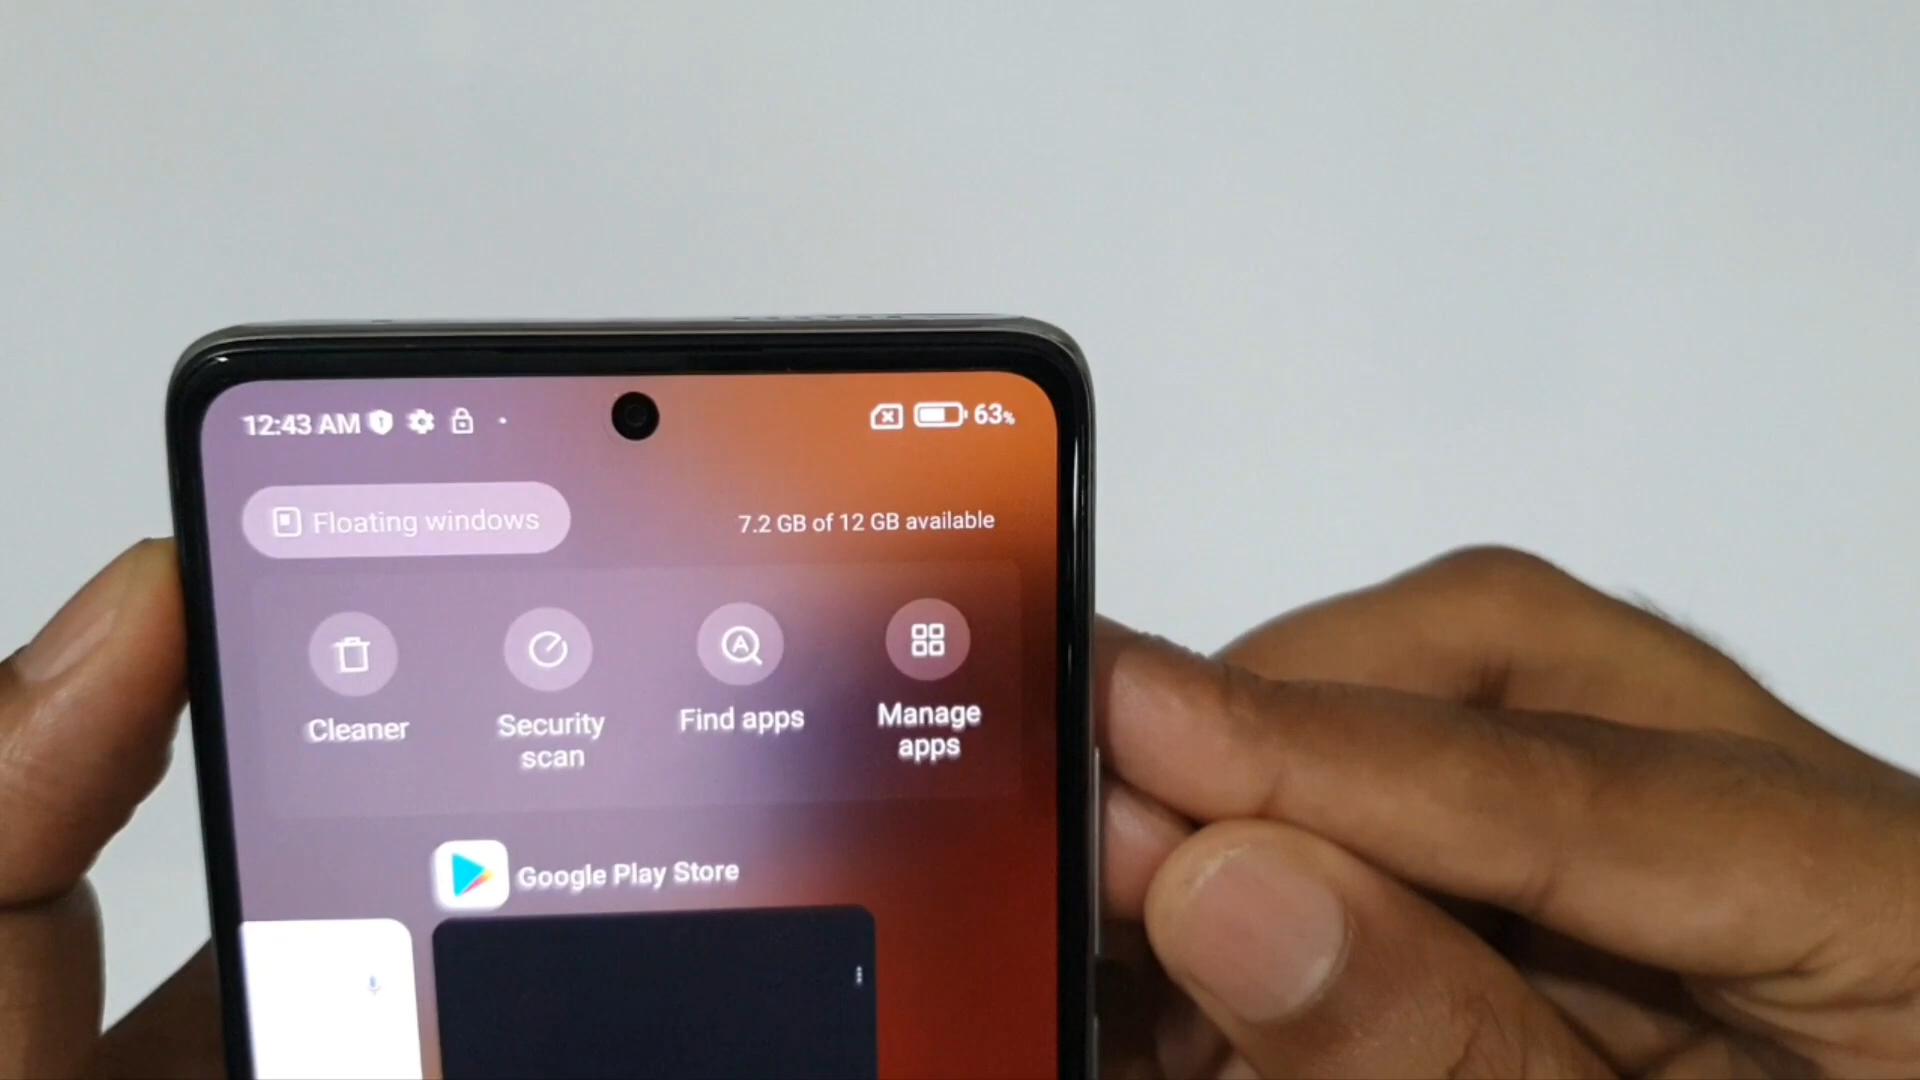 12:43 AM
63%
Floating windows
7.2 GB of 12 GB available
Cleaner
Security
scan
Find apps
Manage
apps
Google Play Store